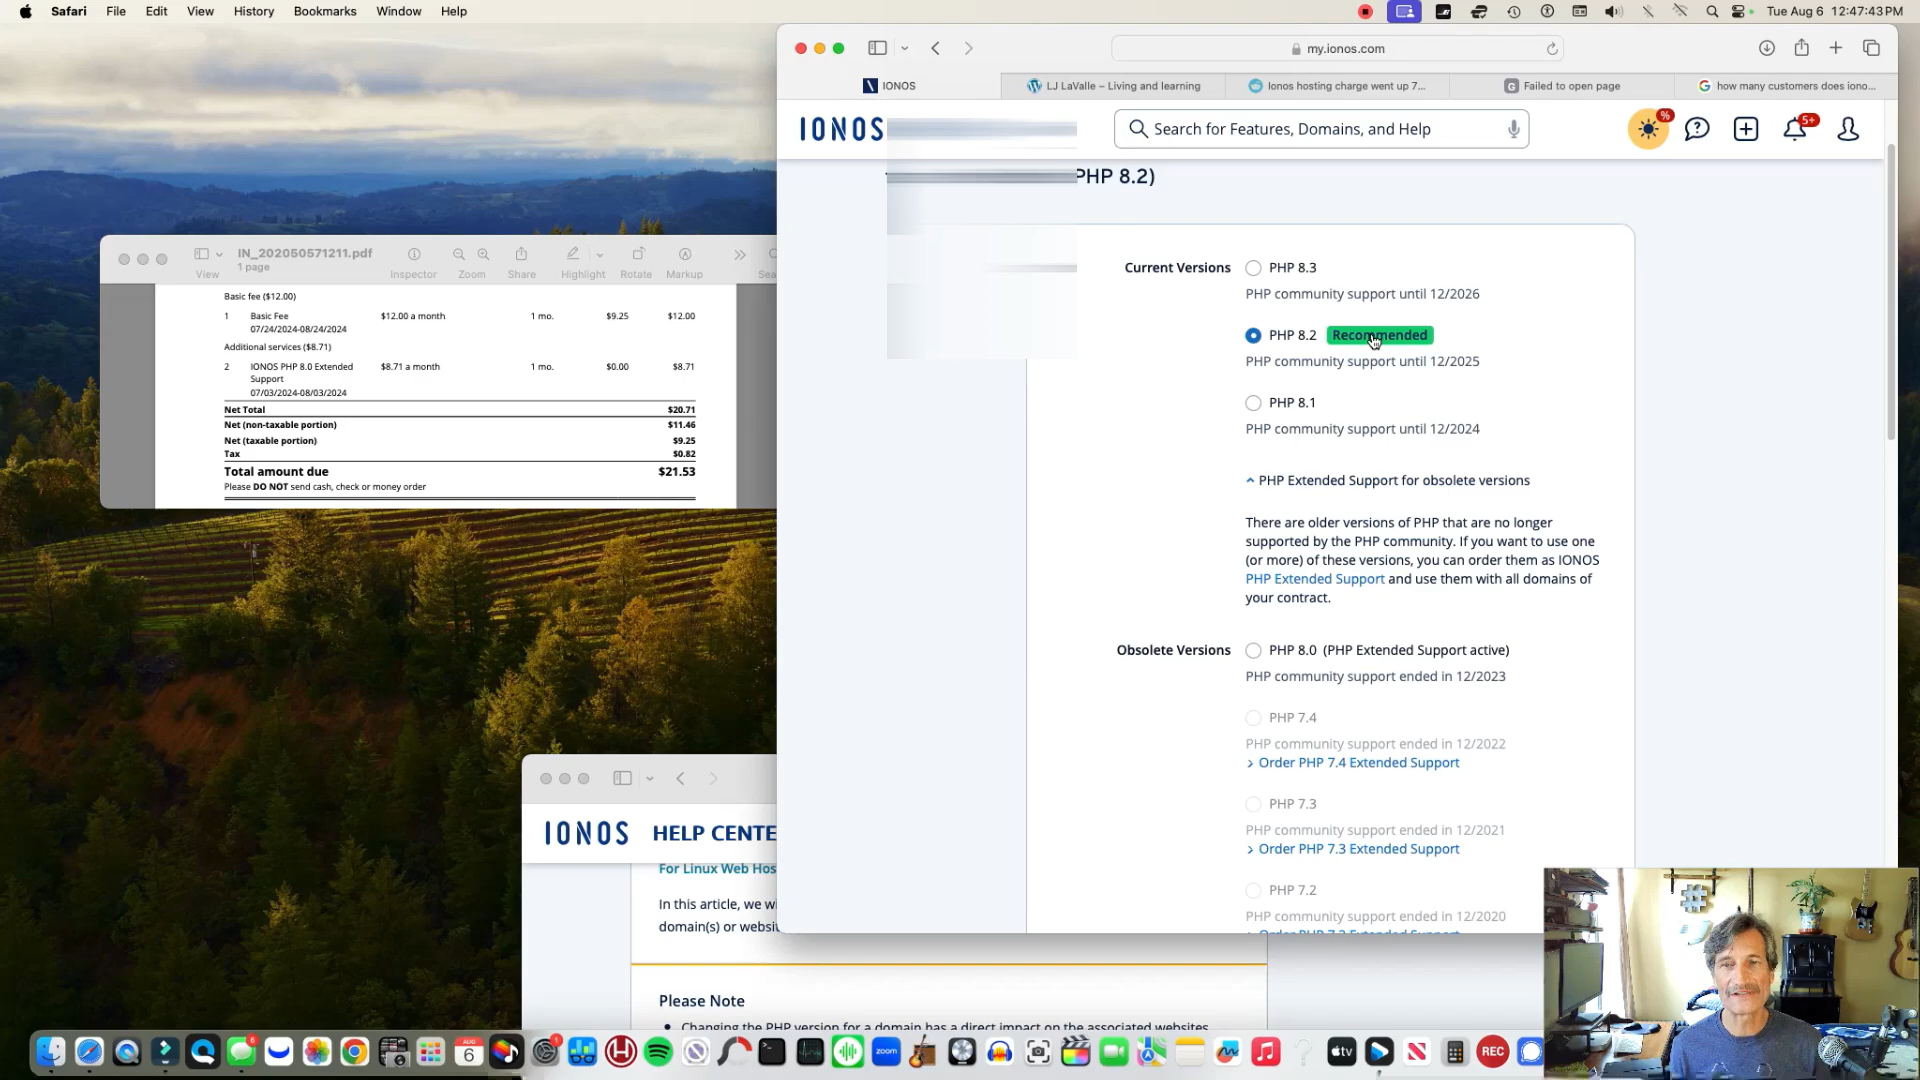 Safari File Edit View History Bookmarks Window Help
Tue Aug 6 12:47:43 PM
my.ionos.com
IONOS
LJ LaValle – Living and learning
Ionos hosting charge went up 7...
Failed to open page
how many customers does iono...
IONOS
Search for Features, Domains, and Help
%
5+
PHP 8.2)
Current Versions
PHP 8.3
PHP community support until 12/2026
PHP 8.2 Recommended
PHP community support until 12/2025
PHP 8.1
PHP community support until 12/2024
PHP Extended Support for obsolete versions
There are older versions of PHP that are no longer
supported by the PHP community. If you want to use one
(or more) of these versions, you can order them as IONOS
PHP Extended Support and use them with all domains of
your contract.
Obsolete Versions
PHP 8.0 (PHP Extended Support active)
PHP community support ended in 12/2023
PHP 7.4
PHP community support ended in 12/2022
Order PHP 7.4 Extended Support
PHP 7.3
PHP community support ended in 12/2021
Order PHP 7.3 Extended Support
PHP 7.2
PHP community support ended in 12/2020
Order PHP 7.2 Extended Support
IN_202050571211.pdf
1 page
View Inspector Zoom Share Highlight Rotate Markup Sea
Basic fee ($12.00)
1 Basic Fee $12.00 a month 1 mo. $9.25 $12.00
07/24/2024-08/24/2024
Additional services ($8.71)
2 IONOS PHP 8.0 Extended $8.71 a month 1 mo. $0.00 $8.71
Support
07/03/2024-08/03/2024
Net Total $20.71
Net (non-taxable portion) $11.46
Net (taxable portion) $9.25
Tax $0.82
Total amount due $21.53
Please DO NOT send cash, check or money order
IONOS HELP CENTE
For Linux Web Hos
In this article, we wi
domain(s) or websit
Please Note
Changing the PHP version for a domain has a direct impact on the associated websites.
AUG
6
zoom
tv
REC